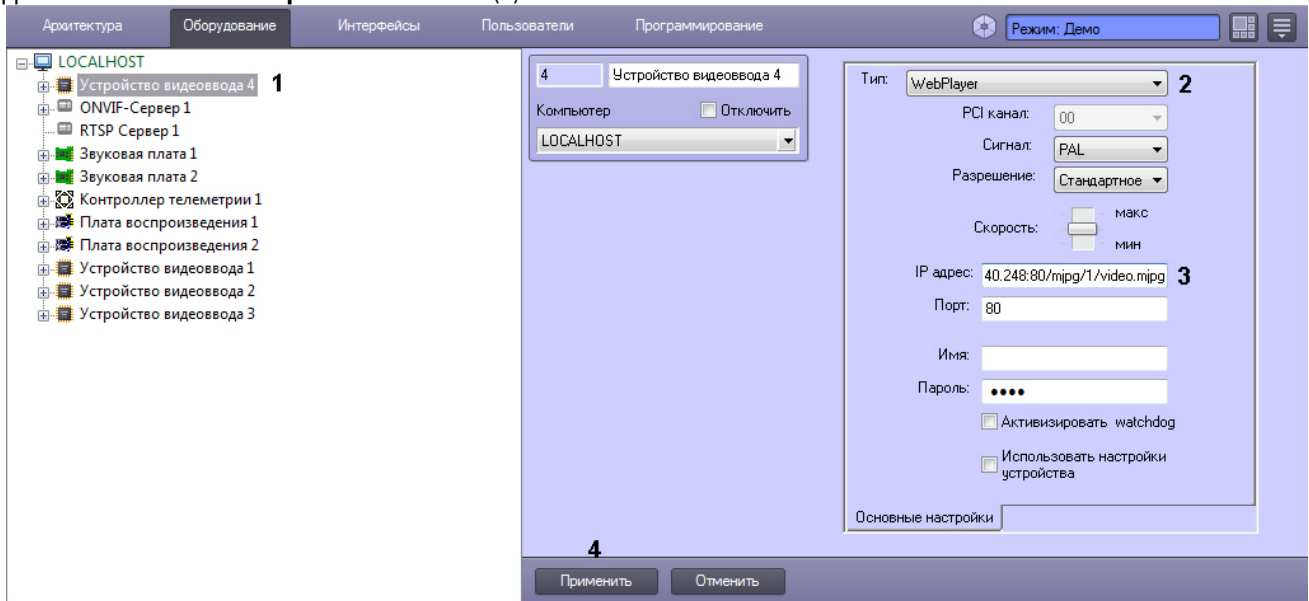 Архитектура Оборудование Интерфейсы Пользователи Программирование Режим: Демо
LOCALHOST
Устройство видеоввода 4 1
ONVIF-Сервер 1
RTSP Сервер 1
Звуковая плата 1
Звуковая плата 2
Контроллер телеметрии 1
Плата воспроизведения 1
Плата воспроизведения 2
Устройство видеоввода 1
Устройство видеоввода 2
Устройство видеоввода 3
4 Устройство видеоввода 4
Компьютер Отключить
LOCALHOST
Тип: WebPlayer 2
PCI канал: 00
Сигнал: PAL
Разрешение: Стандартное
макс
Скорость:
мин
IP адрес: 40.248:80/mjpg/1/video.mjpg 3
Порт: 80
Имя:
Пароль: ●●●●
Активизировать watchdog
Использовать настройки
устройства
Основные настройки
4
Применить Отменить